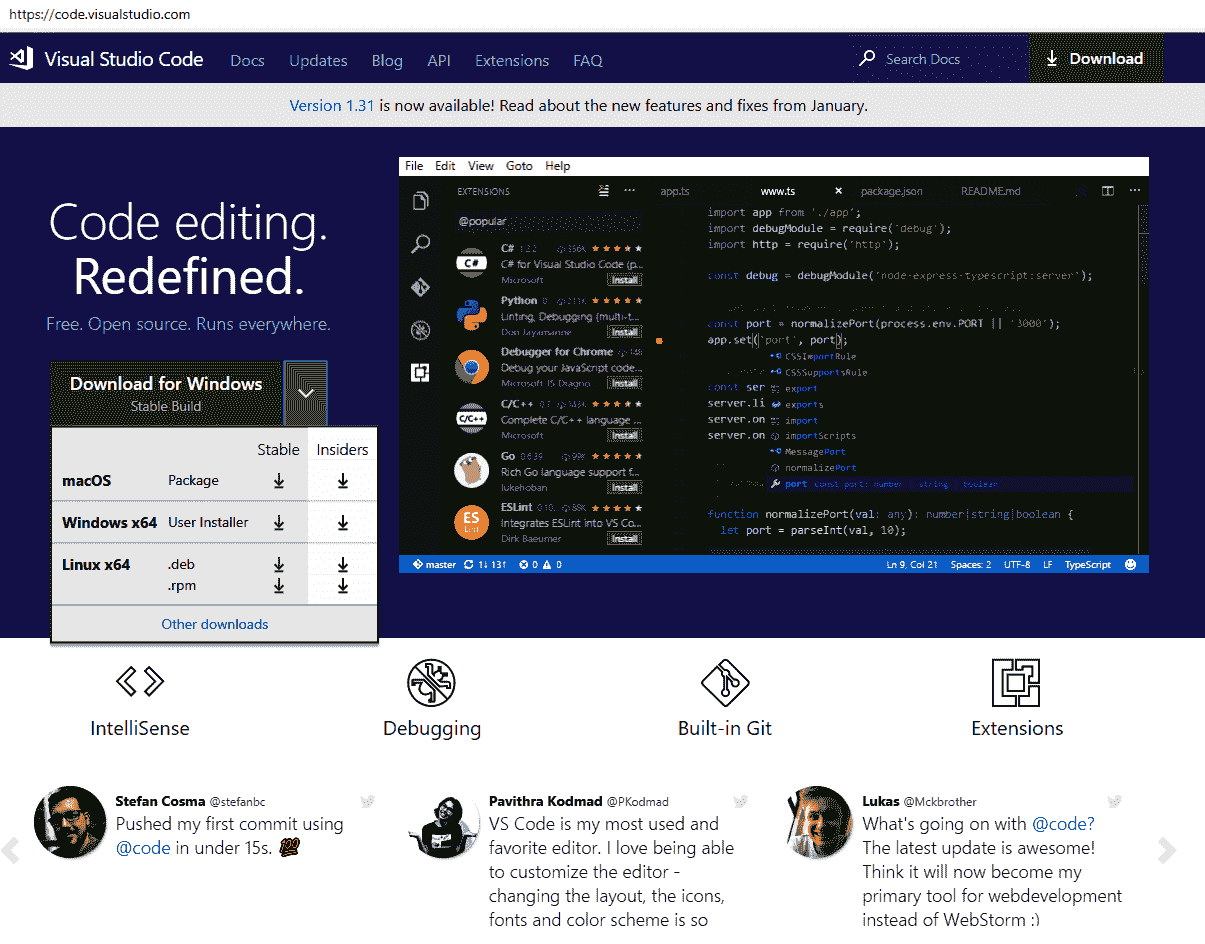 https://code.visualstudio.com
Visual Studio Code Docs Updates Blog API Extensions FAQ Search Docs Download
Version 1.31 is now available! Read about the new features and fixes from January.
Code editing.
Redefined.
Free. Open source. Runs everywhere.
Download for Windows
Stable Build
Stable Insiders
macOS Package
Windows x64 User Installer
Linux x64 .deb
.rpm
Other downloads
File Edit View Goto Help
EXTENSIONS
@popular
C# 1.2.2 356K
C# for Visual Studio Code (p...
Microsoft Install
Python 211K
Linting, Debugging (multi-t...
Don Jayamanne Install
Debugger for Chrome 148
Debug your JavaScript code...
Microsoft JS Diagno Install
C/C++ 0.7. 143K
Complete C/C++ language ...
Microsoft Install
Go 0.6.39 99K
Rich Go language support f...
lukehoban Install
ESLint 0.10. 88K
Integrates ESLint into VS Co...
Dirk Baeumer Install
app.ts www.ts package.json README.md
import app from './app';
import debugModule = require('debug');
import http = require('http');
const debug = debugModule('node-express-typescript:server');
const port = normalizePort(process.env.PORT || '3000');
app.set('port', port);
CSSImportRule
CSSSupportsRule
const ser export
server.li exports
server.on import
server.on importScripts
MessagePort
normalizePort
port const port: number | string | boolean
function normalizePort(val: any): number|string|boolean {
let port = parseInt(val, 10);
master 1↓ 13↑ 0 0 Ln 9, Col 21 Spaces: 2 UTF-8 LF TypeScript
IntelliSense
Debugging
Built-in Git
Extensions
Stefan Cosma @stefanbc
Pushed my first commit using
@code in under 15s. 💯
Pavithra Kodmad @PKodmad
VS Code is my most used and
favorite editor. I love being able
to customize the editor -
changing the layout, the icons,
fonts and color scheme is so
Lukas @Mckbrother
What's going on with @code?
The latest update is awesome!
Think it will now become my
primary tool for webdevelopment
instead of WebStorm :)